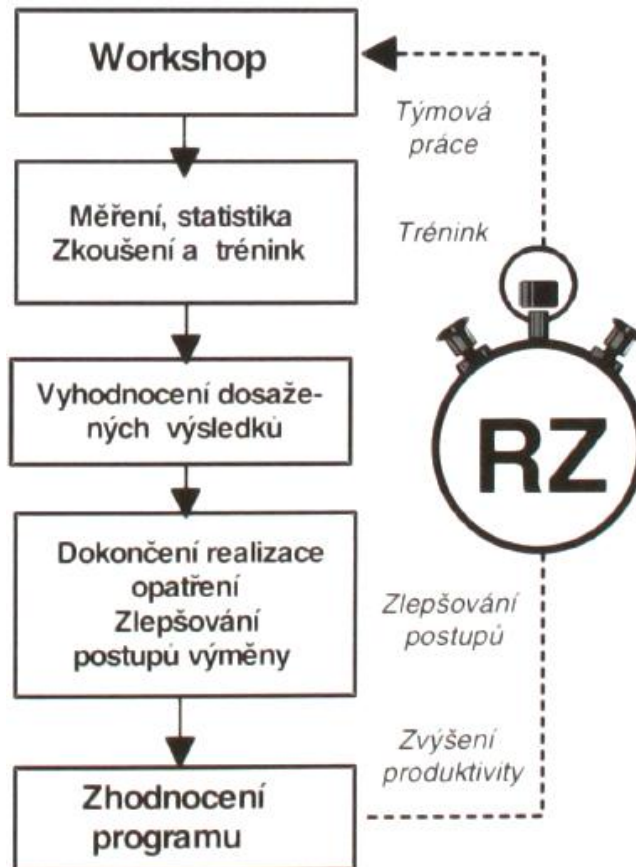 Workshop
Týmová
práce
Měření, statistika
Zkoušení a trénink
Trénink
Vyhodnocení dosaže-
ných výsledků
RZ
Dokončení realizace
opatření
Zlepšování
postupů výměny
Zlepšování
postupů
Zvýšení
produktivity
Zhodnocení
programu